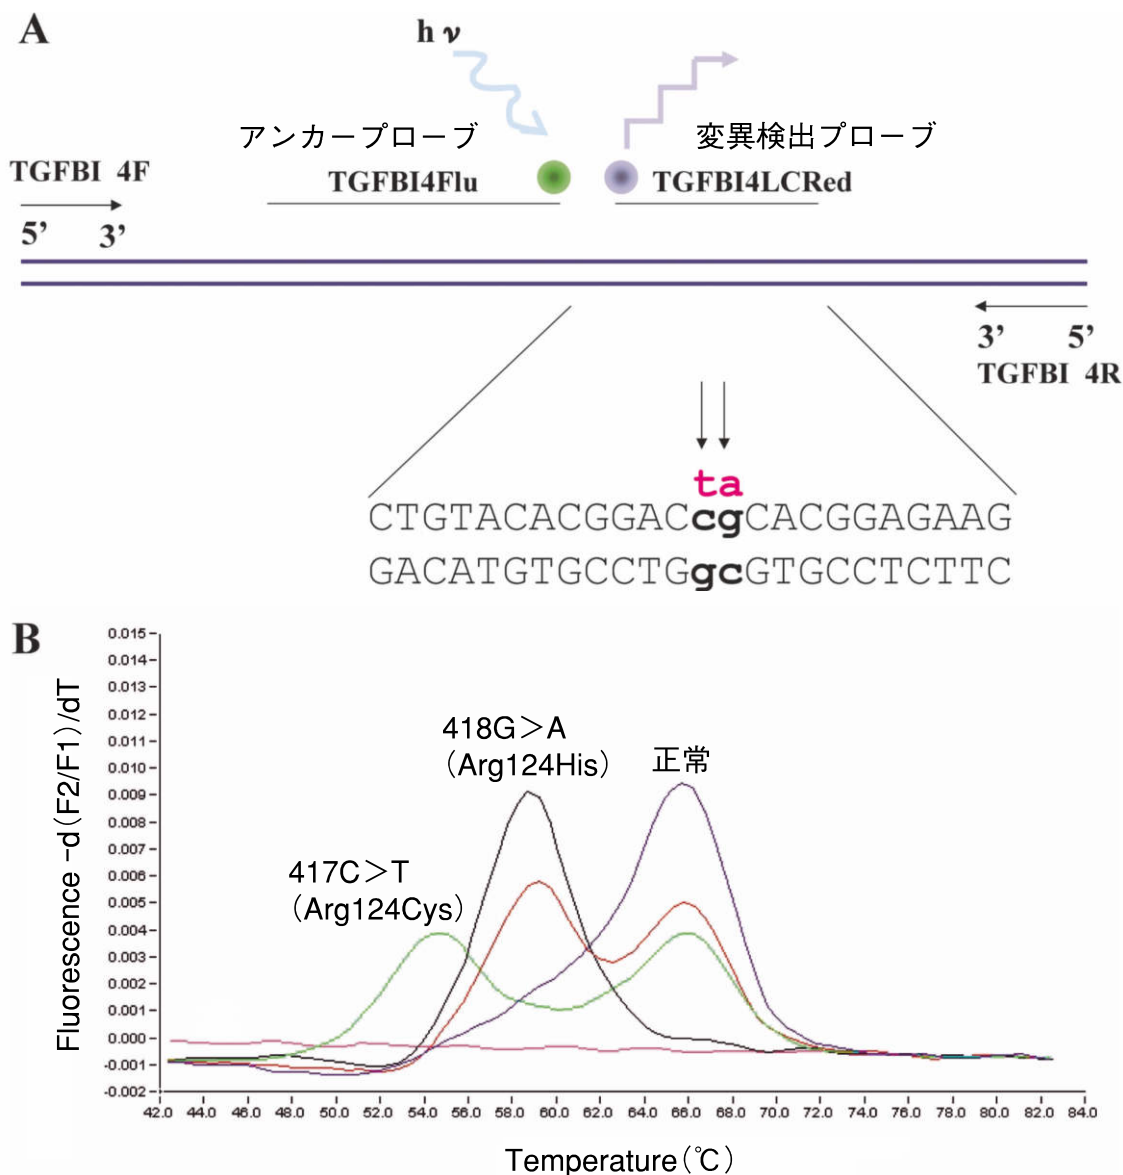 A
hν
アンカープローブ
変異検出プローブ
TGFBI 4F
TGFBI4Flu
TGFBI4LCRed
5’ 3’
3’ 5’
TGFBI 4R
ta
CTGTACACGGACcgCACGGAGAAG
GACATGTGCCTGgcGTGCCTCTTC
B
Fluorescence -d(F2/F1)/dT
0.015
0.014
0.013
0.012
0.011
0.010
0.009
0.008
0.007
0.006
0.005
0.004
0.003
0.002
0.001
0.000
-0.001
-0.002
418G>A
(Arg124His)
正常
417C>T
(Arg124Cys)
42.0 44.0 46.0 48.0 50.0 52.0 54.0 56.0 58.0 60.0 62.0 64.0 66.0 68.0 70.0 72.0 74.0 76.0 78.0 80.0 82.0 84.0
Temperature(℃)